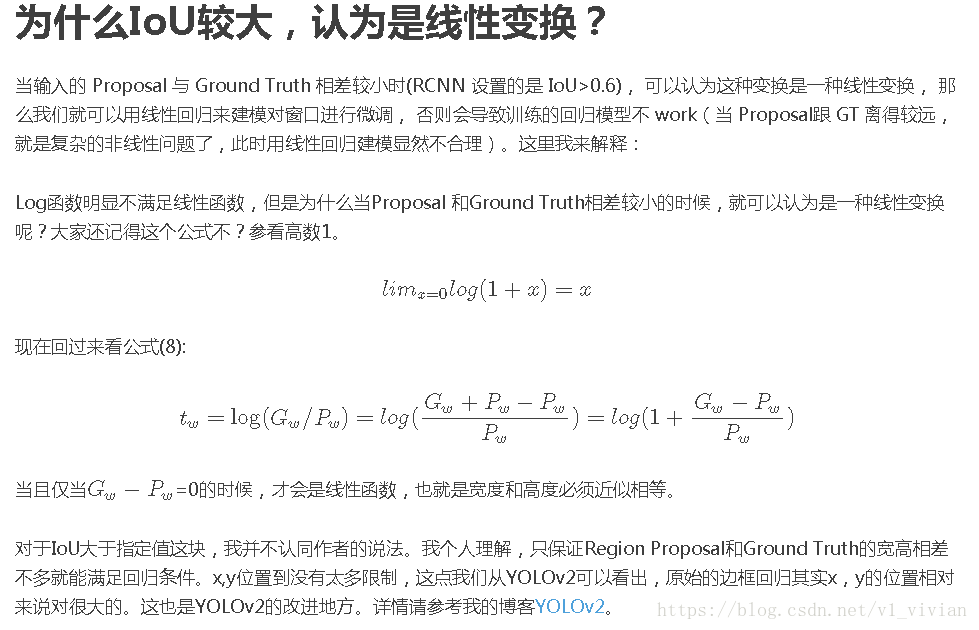 为什么IoU较大，认为是线性变换？
当输入的 Proposal 与 Ground Truth 相差较小时(RCNN 设置的是 IoU>0.6)， 可以认为这种变换是一种线性变换， 那
么我们就可以用线性回归来建模对窗口进行微调， 否则会导致训练的回归模型不 work（当 Proposal跟 GT 离得较远，
就是复杂的非线性问题了，此时用线性回归建模显然不合理）。这里我来解释：
Log函数明显不满足线性函数，但是为什么当Proposal 和Ground Truth相差较小的时候，就可以认为是一种线性变换
呢？大家还记得这个公式不？参看高数1。
lim_{x=0}log(1 + x) = x
现在回过来看公式(8):
t_w = log(G_w/P_w) = log(\frac{G_w + P_w − P_w}{P_w}) = log(1 + \frac{G_w − P_w}{P_w})
当且仅当G_w − P_w=0的时候，才会是线性函数，也就是宽度和高度必须近似相等。
对于IoU大于指定值这块，我并不认同作者的说法。我个人理解，只保证Region Proposal和Ground Truth的宽高相差
不多就能满足回归条件。x,y位置到没有太多限制，这点我们从YOLOv2可以看出，原始的边框回归其实x，y的位置相对
来说对很大的。这也是YOLOv2的改进地方。详情请参考我的博客YOLOv2。
https://blog.csdn.net/v1_vivian